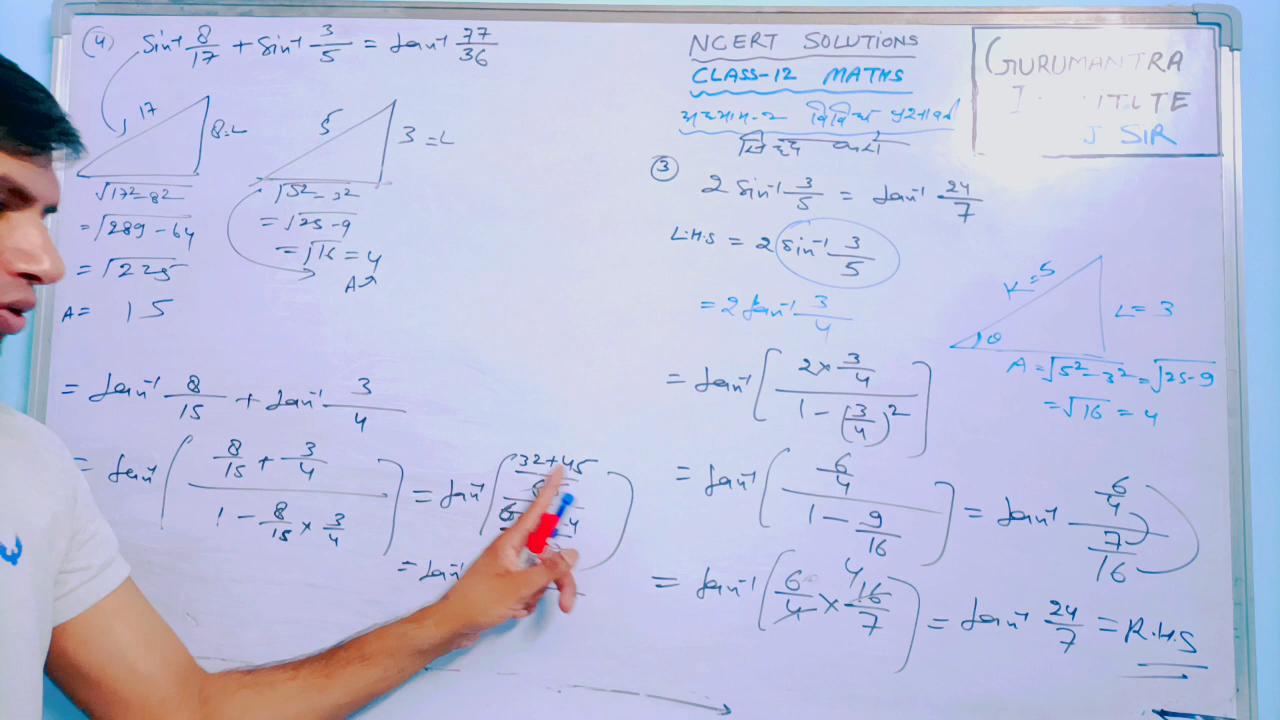 (4) sin⁻¹ 8/17 + sin⁻¹ 3/5 = tan⁻¹ 77/36
17
8=L
√17²-8²
= √289-64
= √225
A= 15
5
3 =L
√5²-3²
= √25-9
= √16 = 4
A
= tan⁻¹ 8/15 + tan⁻¹ 3/4
= tan⁻¹ ( (8/15 + 3/4) / (1 - 8/15 × 3/4) ) = tan⁻¹ (32+45
= tan⁻¹
NCERT SOLUTIONS
CLASS-12 MATHS
अध्याय-2 विविध प्रश्नावली
सिद्ध करो
GURUMANTRA
J SIR
(3) 2 sin⁻¹ 3/5 = tan⁻¹ 24/7
L.H.S = 2 sin⁻¹ 3/5
= 2 tan⁻¹ 3/4
= tan⁻¹ [ (2× 3/4) / (1 - (3/4)²) ]
= tan⁻¹ ( (6/4) / (1 - 9/16) ) = tan⁻¹ (6/4) / (7/16)
= tan⁻¹ ( 6/4 × 16/7 ) = tan⁻¹ 24/7 = R.H.S
K=5
L = 3
θ
A = √5²-3² = √25-9
= √16 = 4